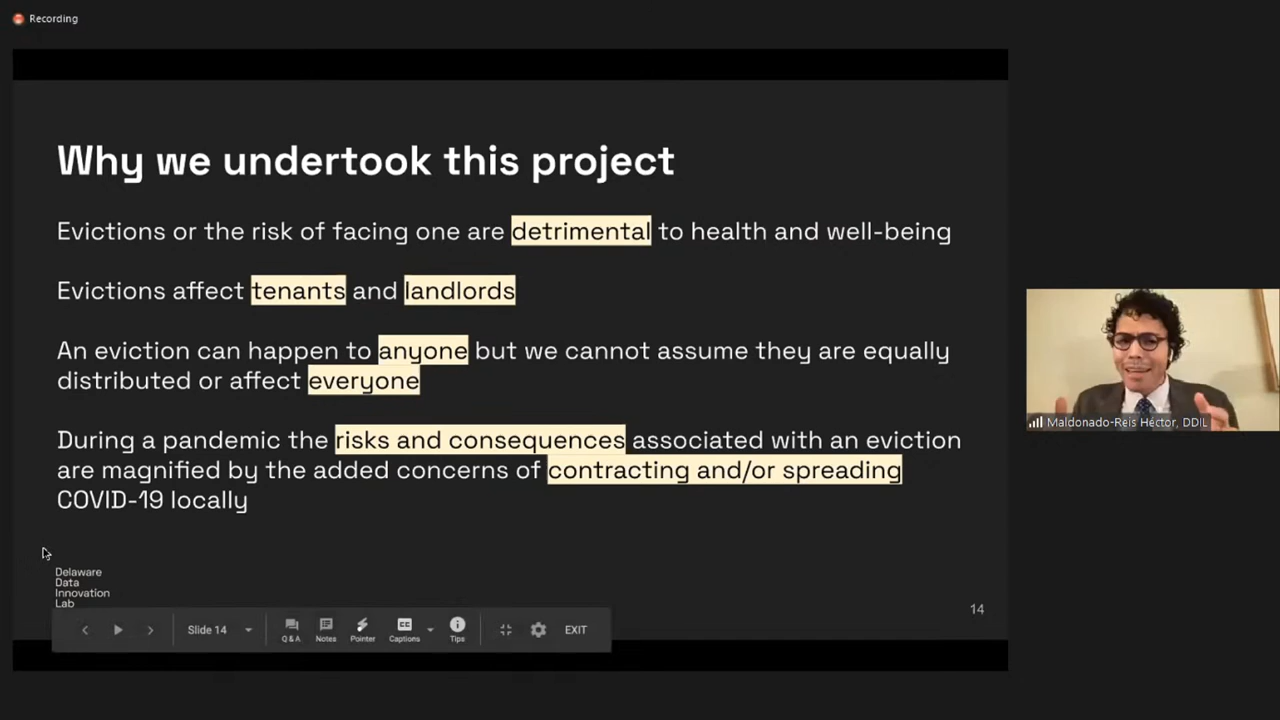 Recording
Why we undertook this project
Evictions or the risk of facing one are detrimental to health and well-being
Evictions affect tenants and landlords
An eviction can happen to anyone but we cannot assume they are equally
distributed or affect everyone
During a pandemic the risks and consequences associated with an eviction
are magnified by the added concerns of contracting and/or spreading
COVID-19 locally
Maldonado-Reis Héctor, DDIL
Delaware
Data
Innovation
Lab
14
Slide 14
Q & A
Notes
Pointer
Captions
Tips
EXIT